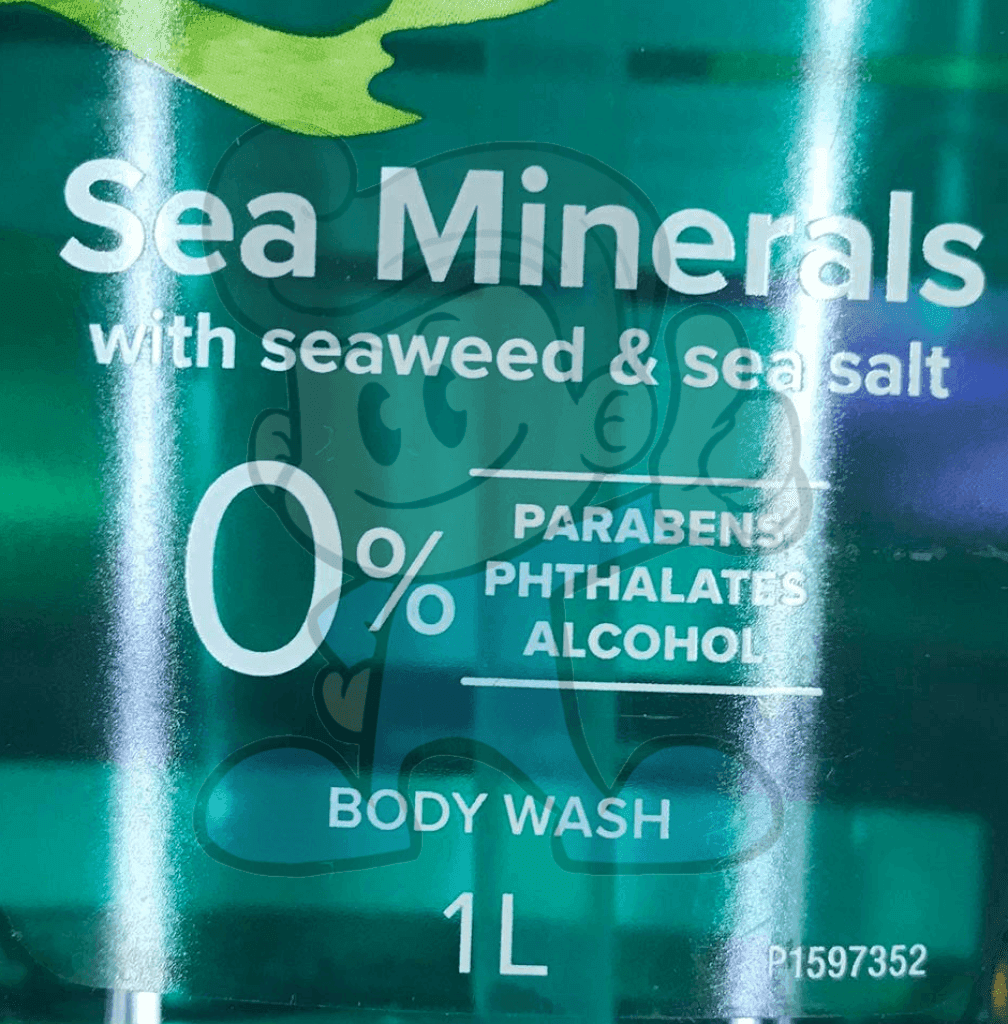 Sea Minerals
with seaweed & sea salt
0%
PARABENS,
PHTHALATES
ALCOHOL
BODY WASH
1L
P1597352